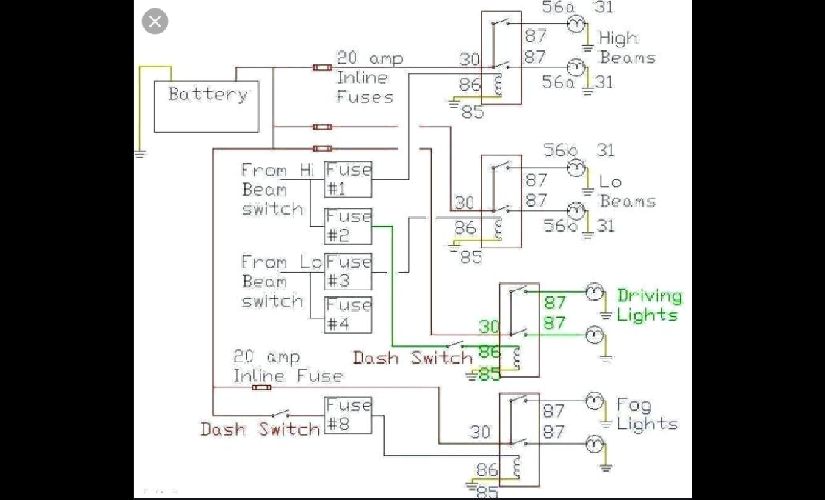 56a 31
87
High
Beams
30
87
56a 31
86
85
20 amp
Inline
Fuses
Battery
From Hi
Beam
switch
Fuse
#1
Fuse
#2
56b 31
87
Lo
Beams
30
87
56b 31
86
85
From Lo
Beam
switch
Fuse
#3
Fuse
#4
Driving
Lights
87
87
30
86
85
Dash Switch
20 amp
Inline Fuse
Fuse
#8
Dash Switch
87
Fog
Lights
30
87
86
85